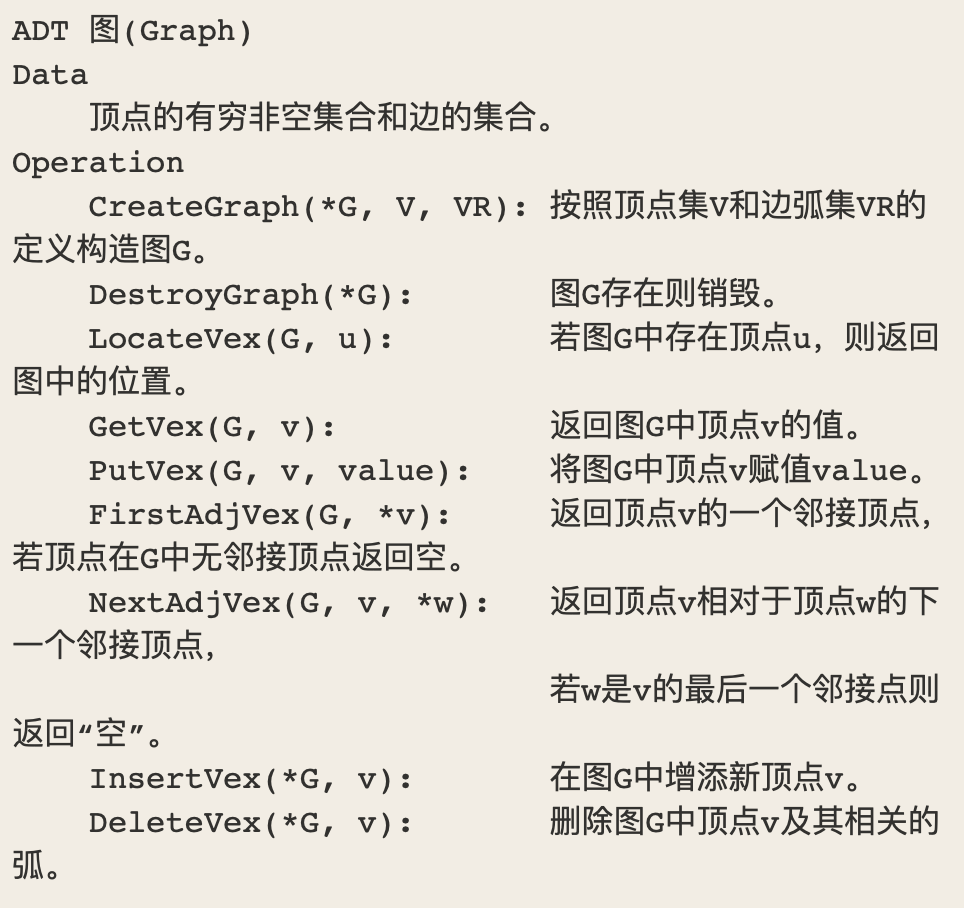 ADT 图(Graph)
Data
    顶点的有穷非空集合和边的集合。
Operation
    CreateGraph(*G, V, VR): 按照顶点集V和边弧集VR的
定义构造图G。
    DestroyGraph(*G):       图G存在则销毁。
    LocateVex(G, u):        若图G中存在顶点u，则返回
图中的位置。
    GetVex(G, v):           返回图G中顶点v的值。
    PutVex(G, v, value):    将图G中顶点v赋值value。
    FirstAdjVex(G, *v):     返回顶点v的一个邻接顶点，
若顶点在G中无邻接顶点返回空。
    NextAdjVex(G, v, *w):   返回顶点v相对于顶点w的下
一个邻接顶点，
                            若w是v的最后一个邻接点则
返回“空”。
    InsertVex(*G, v):       在图G中增添新顶点v。
    DeleteVex(*G, v):       删除图G中顶点v及其相关的
弧。